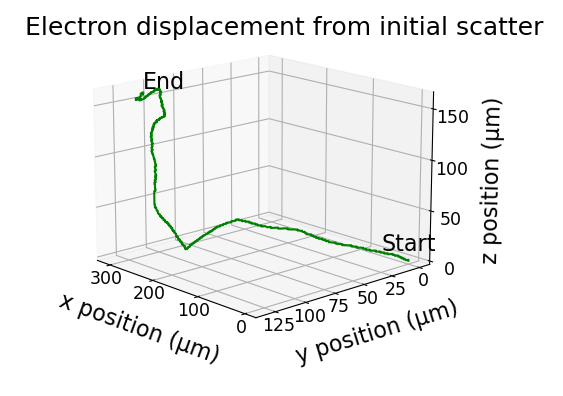 Electron displacement from initial scatter
End
Start
150
100
50
0
z position (μm)
300
200
100
0
x position (μm)
125
100
75
50
25
0
y position (μm)